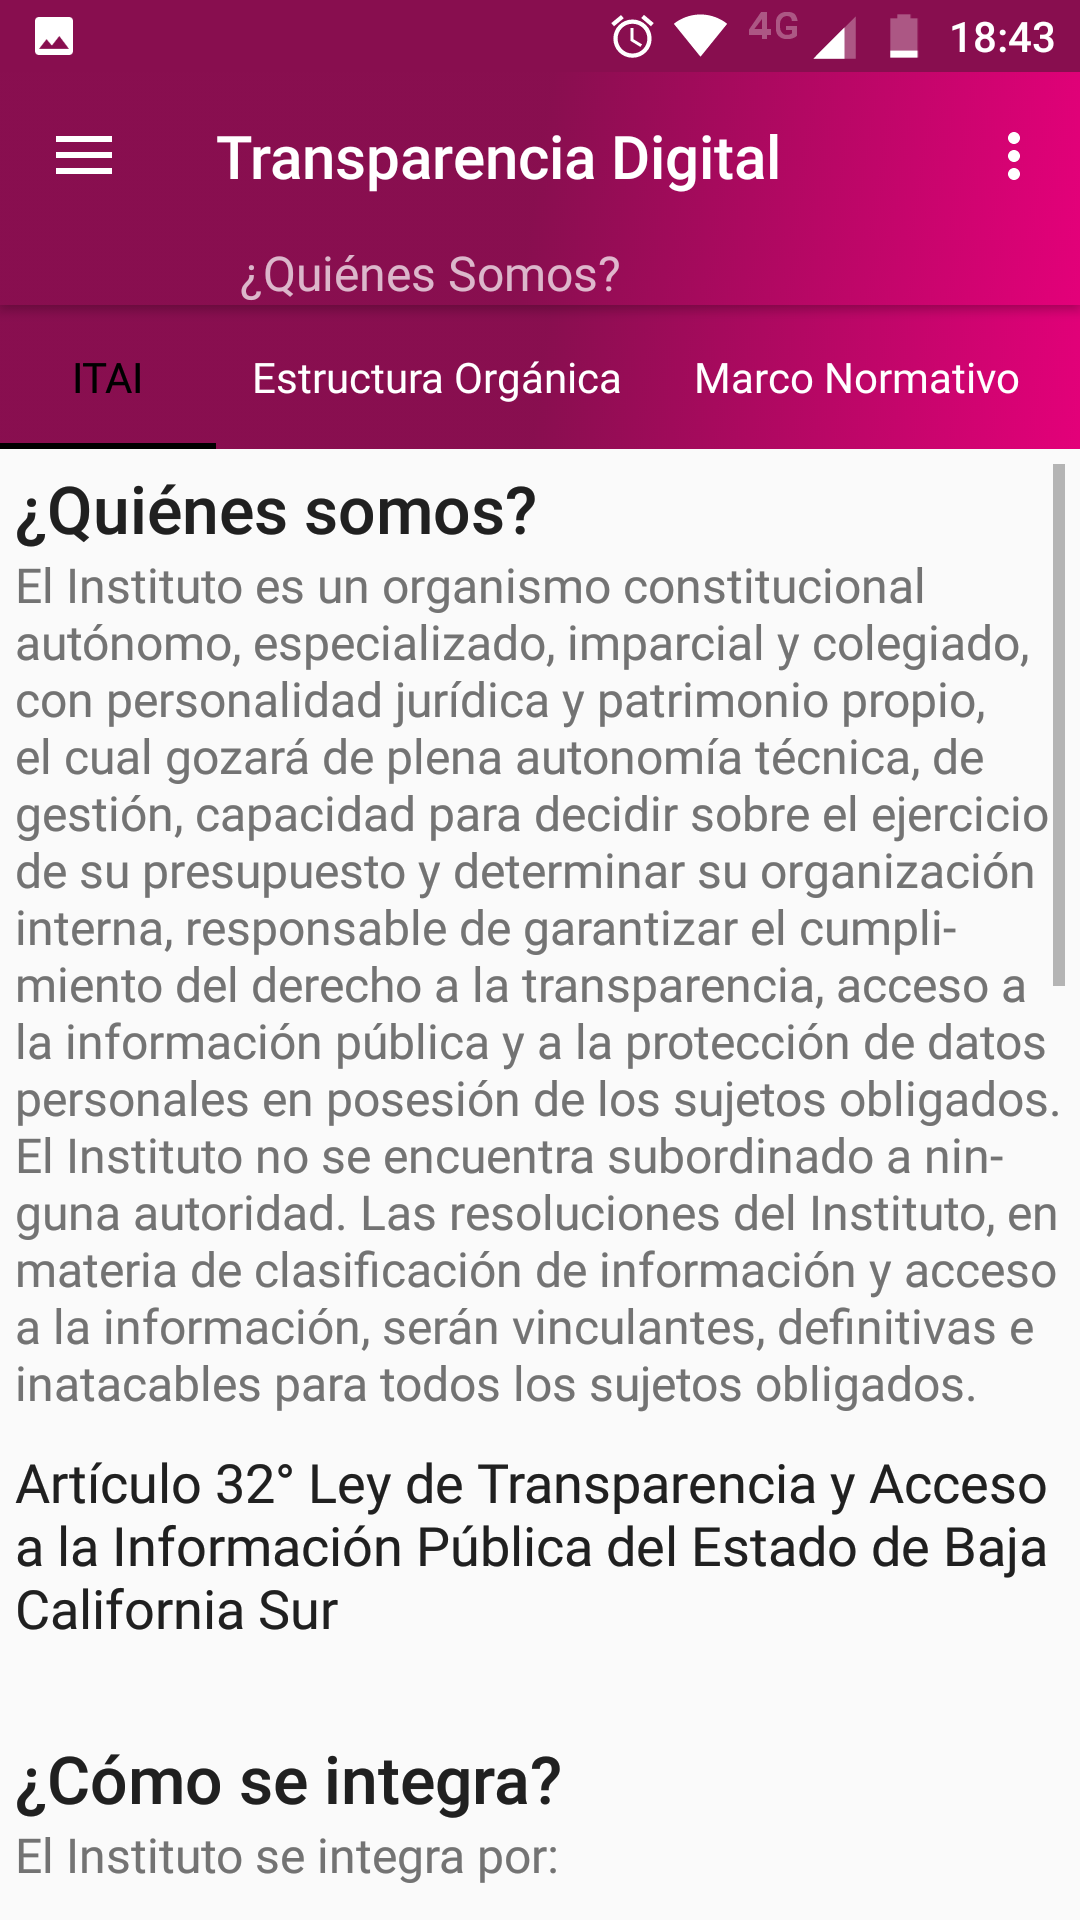 4G 18:43
Transparencia Digital
¿Quiénes Somos?
ITAI Estructura Orgánica Marco Normativo
¿Quiénes somos?
El Instituto es un organismo constitucional
autónomo, especializado, imparcial y colegiado,
con personalidad jurídica y patrimonio propio,
el cual gozará de plena autonomía técnica, de
gestión, capacidad para decidir sobre el ejercicio
de su presupuesto y determinar su organización
interna, responsable de garantizar el cumpli-
miento del derecho a la transparencia, acceso a
la información pública y a la protección de datos
personales en posesión de los sujetos obligados.
El Instituto no se encuentra subordinado a nin-
guna autoridad. Las resoluciones del Instituto, en
materia de clasificación de información y acceso
a la información, serán vinculantes, definitivas e
inatacables para todos los sujetos obligados.
Artículo 32° Ley de Transparencia y Acceso
a la Información Pública del Estado de Baja
California Sur
¿Cómo se integra?
El Instituto se integra por: